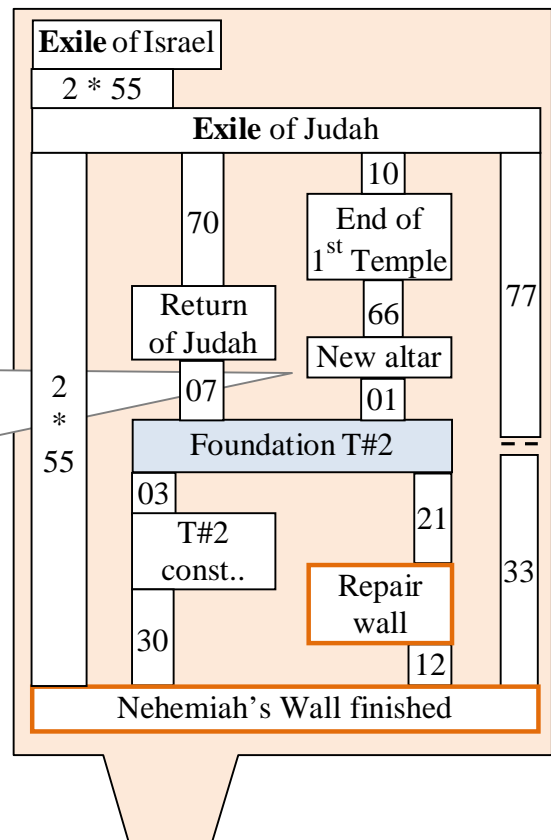 Exile of Israel
2 * 55
Exile of Judah
10
70
End of
1st Temple
77
66
Return
of Judah
New altar
2
*
55
07
01
Foundation T#2
03
21
T#2
const..
33
Repair
wall
30
12
Nehemiah’s Wall finished